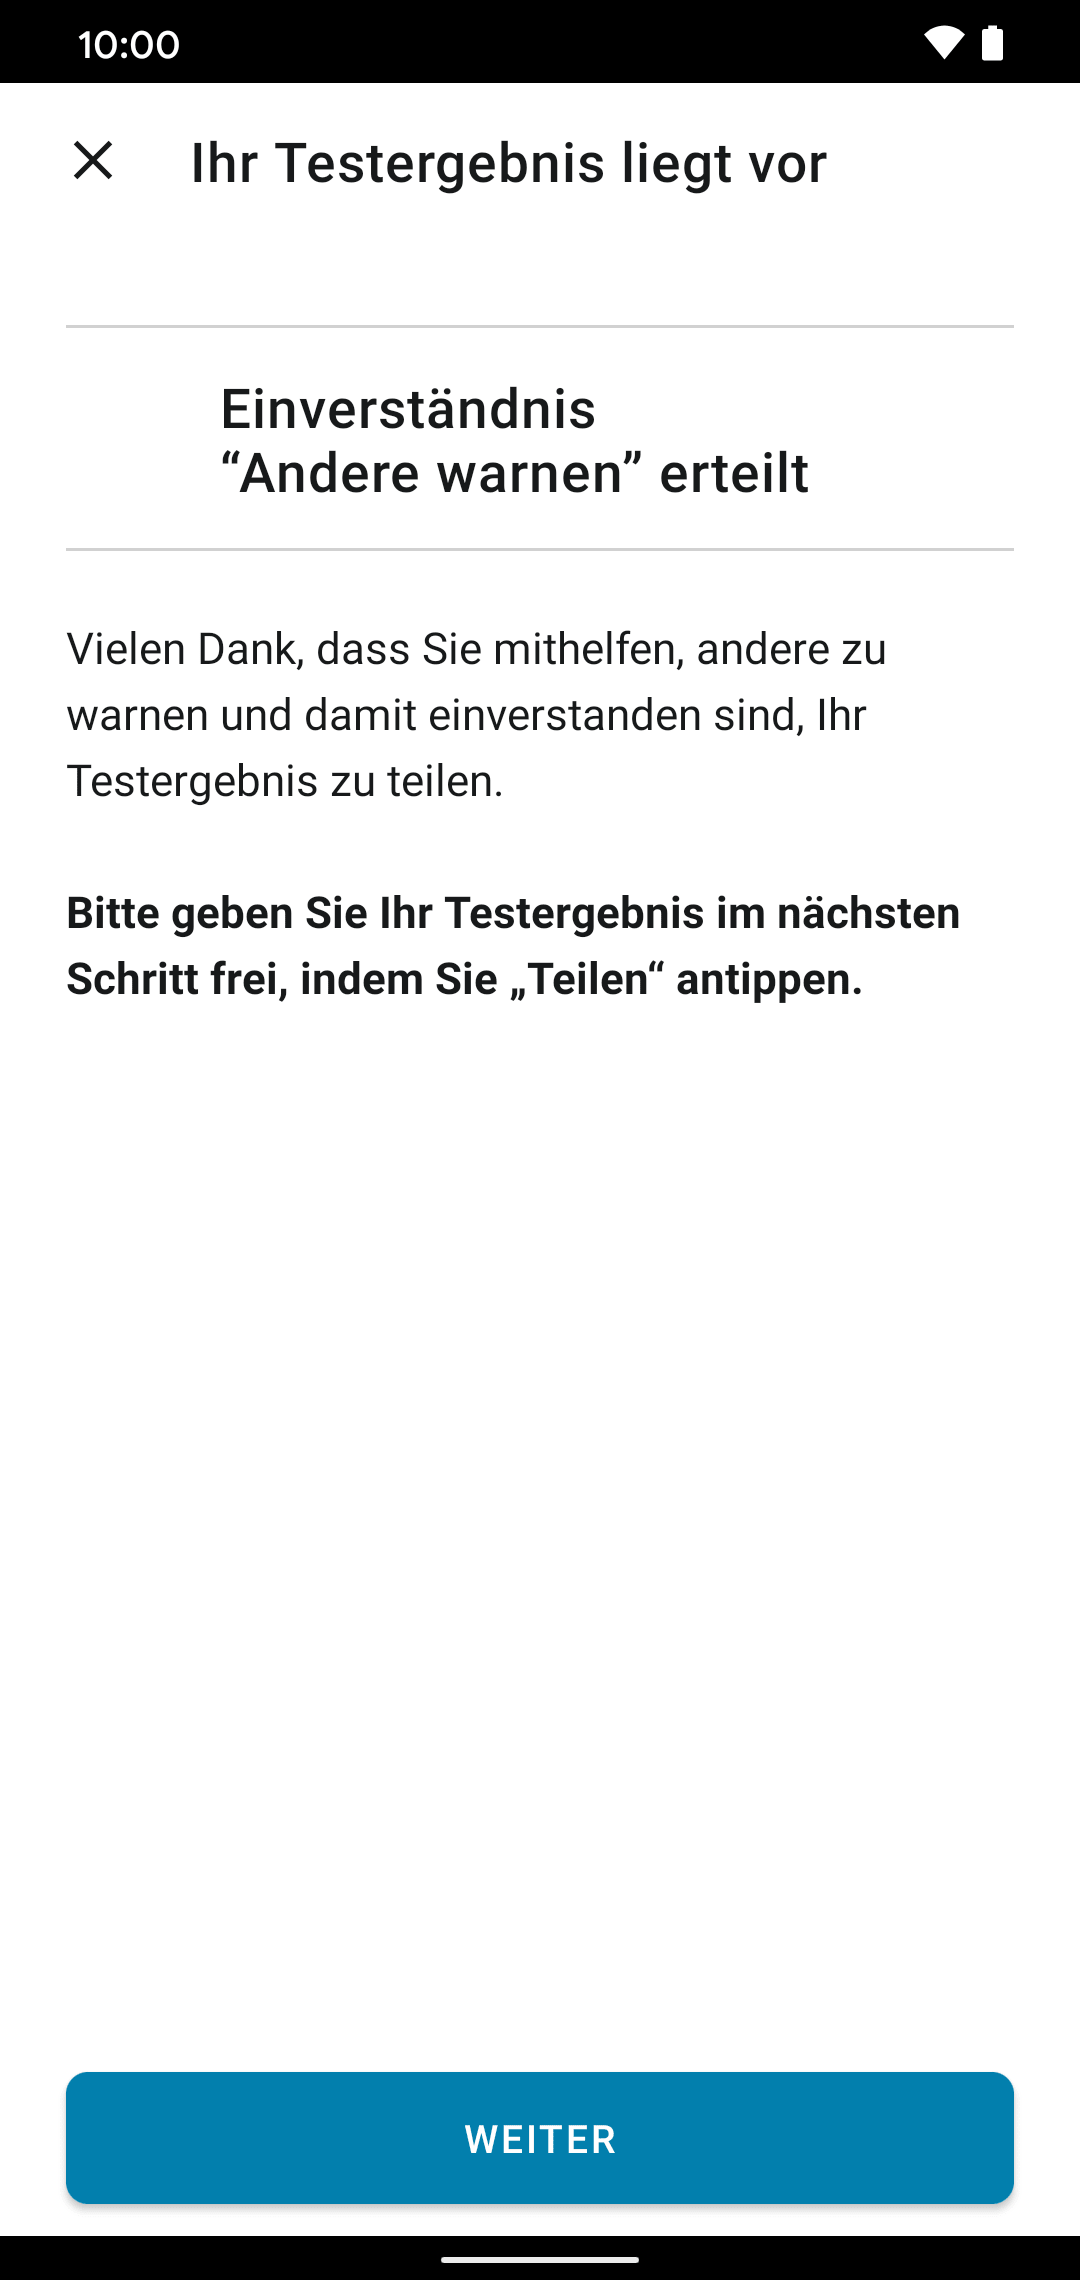 10:00
Ihr Testergebnis liegt vor
Einverständnis
“Andere warnen” erteilt
Vielen Dank, dass Sie mithelfen, andere zu
warnen und damit einverstanden sind, Ihr
Testergebnis zu teilen.
Bitte geben Sie Ihr Testergebnis im nächsten
Schritt frei, indem Sie „Teilen“ antippen.
WEITER